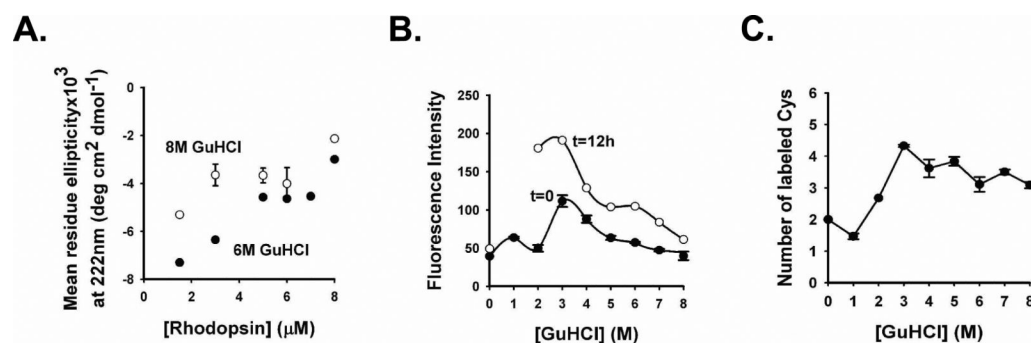 A.
Mean residue ellipticityx10³
at 222nm (deg cm² dmol⁻¹)
0
-2
-4
-6
-8
8M GuHCl
6M GuHCl
0 2 4 6 8
[Rhodopsin] (μM)
B.
Fluorescence Intensity
250
200
150
100
50
0
t=12h
t=0
0 1 2 3 4 5 6 7 8
[GuHCl] (M)
C.
Number of labeled Cys
6
5
4
3
2
1
0
0 1 2 3 4 5 6 7 8
[GuHCl] (M)